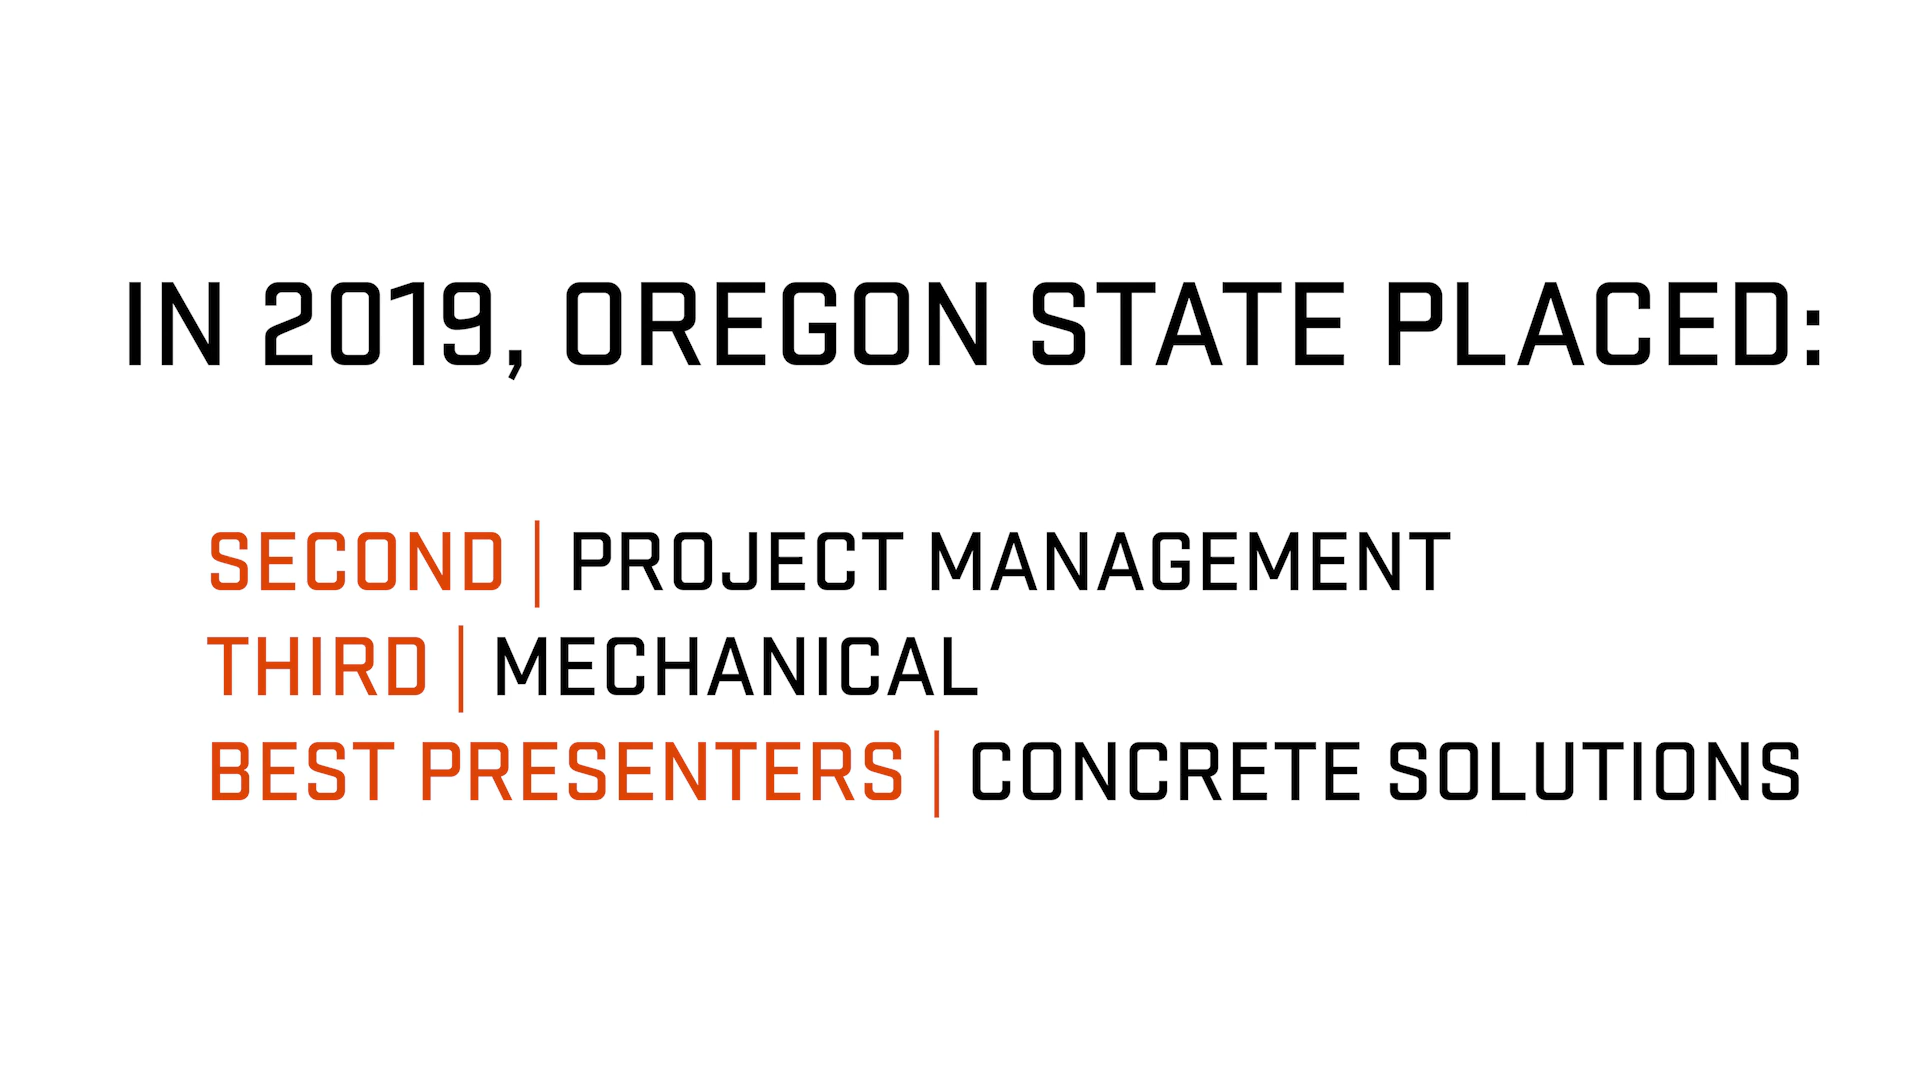 IN 2019, OREGON STATE PLACED:
SECOND | PROJECT MANAGEMENT
THIRD | MECHANICAL
BEST PRESENTERS | CONCRETE SOLUTIONS